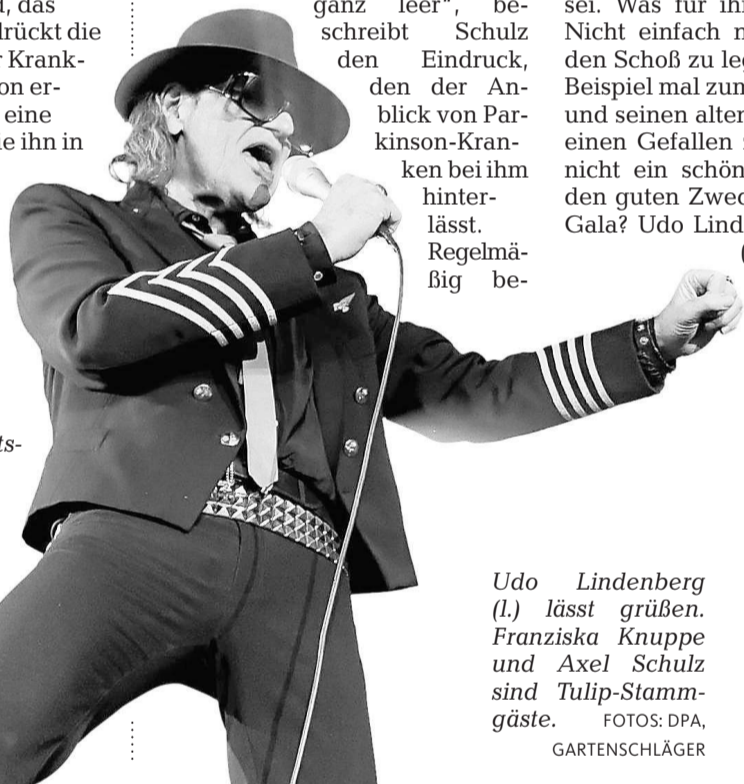 d, das
drückt die
Krank-
on er-
eine
ie ihn in
ts-
ganz leer“, be-
schreibt Schulz
den Eindruck,
den der An-
blick von Par-
kinson-Kran-
ken bei ihm
hinter-
lässt.
Regelmä-
ßig be-
sei. Was für ih
Nicht einfach
den Schoß zu le
Beispiel mal zu
und seinen alte
einen Gefallen
nicht ein schön
den guten Zwec
Gala? Udo Lind
(
Udo Lindenberg
(l.) lässt grüßen.
Franziska Knuppe
und Axel Schulz
sind Tulip-Stamm-
gäste. FOTOS: DPA,
GARTENSCHLÄGER